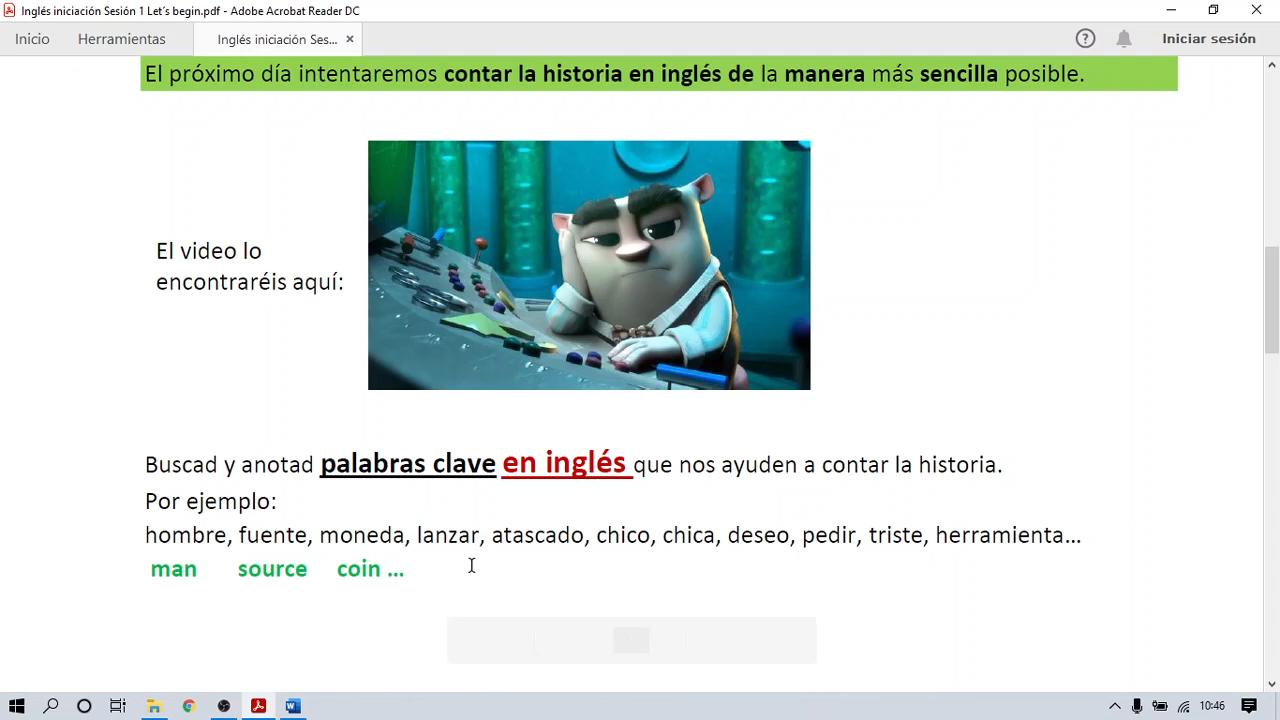 Inglés iniciación Sesión 1 Let´s begin.pdf - Adobe Acrobat Reader DC
Inicio Herramientas Inglés iniciación Ses... × Iniciar sesión
El próximo día intentaremos contar la historia en inglés de la manera más sencilla posible.
El video lo
encontraréis aquí:
Buscad y anotad palabras clave en inglés que nos ayuden a contar la historia.
Por ejemplo:
hombre, fuente, moneda, lanzar, atascado, chico, chica, deseo, pedir, triste, herramienta…
man source coin …
10:46